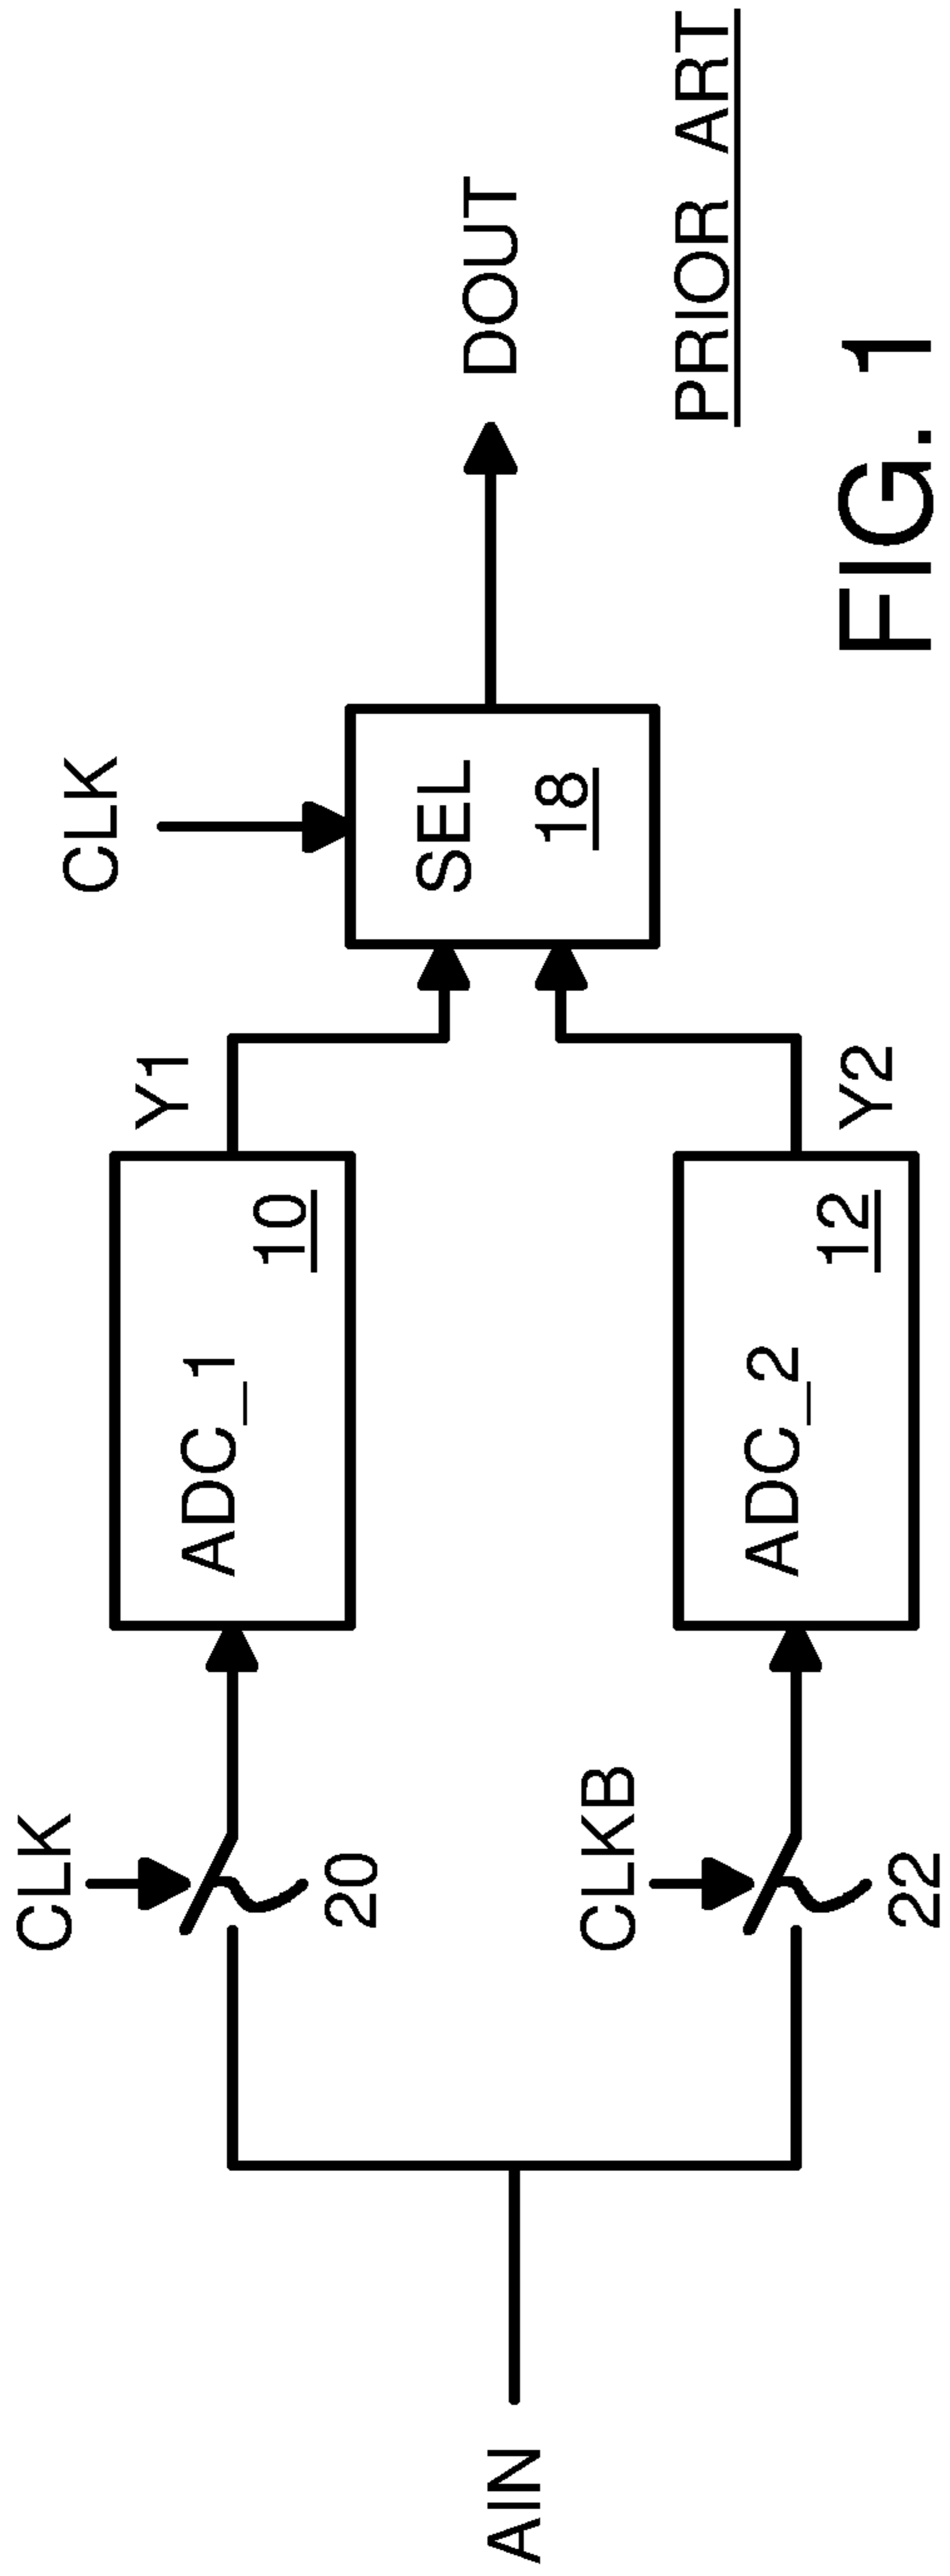 CLK
20
ADC_1
10
Y1
CLK
SEL
18
DOUT
AIN
CLKB
22
ADC_2
12
Y2
PRIOR ART
FIG. 1